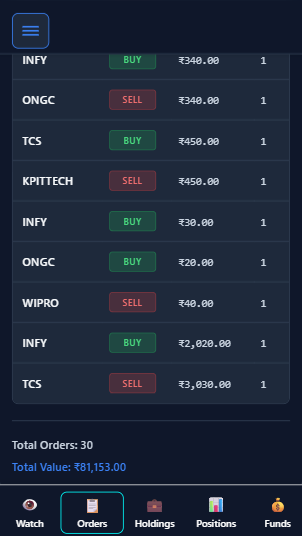 INFY BUY ₹340.00 1
ONGC SELL ₹340.00 1
TCS BUY ₹450.00 1
KPITTECH SELL ₹450.00 1
INFY BUY ₹30.00 1
ONGC BUY ₹20.00 1
WIPRO SELL ₹40.00 1
INFY BUY ₹2,020.00 1
TCS SELL ₹3,030.00 1
Total Orders: 30
Total Value: ₹81,153.00
Watch Orders Holdings Positions Funds